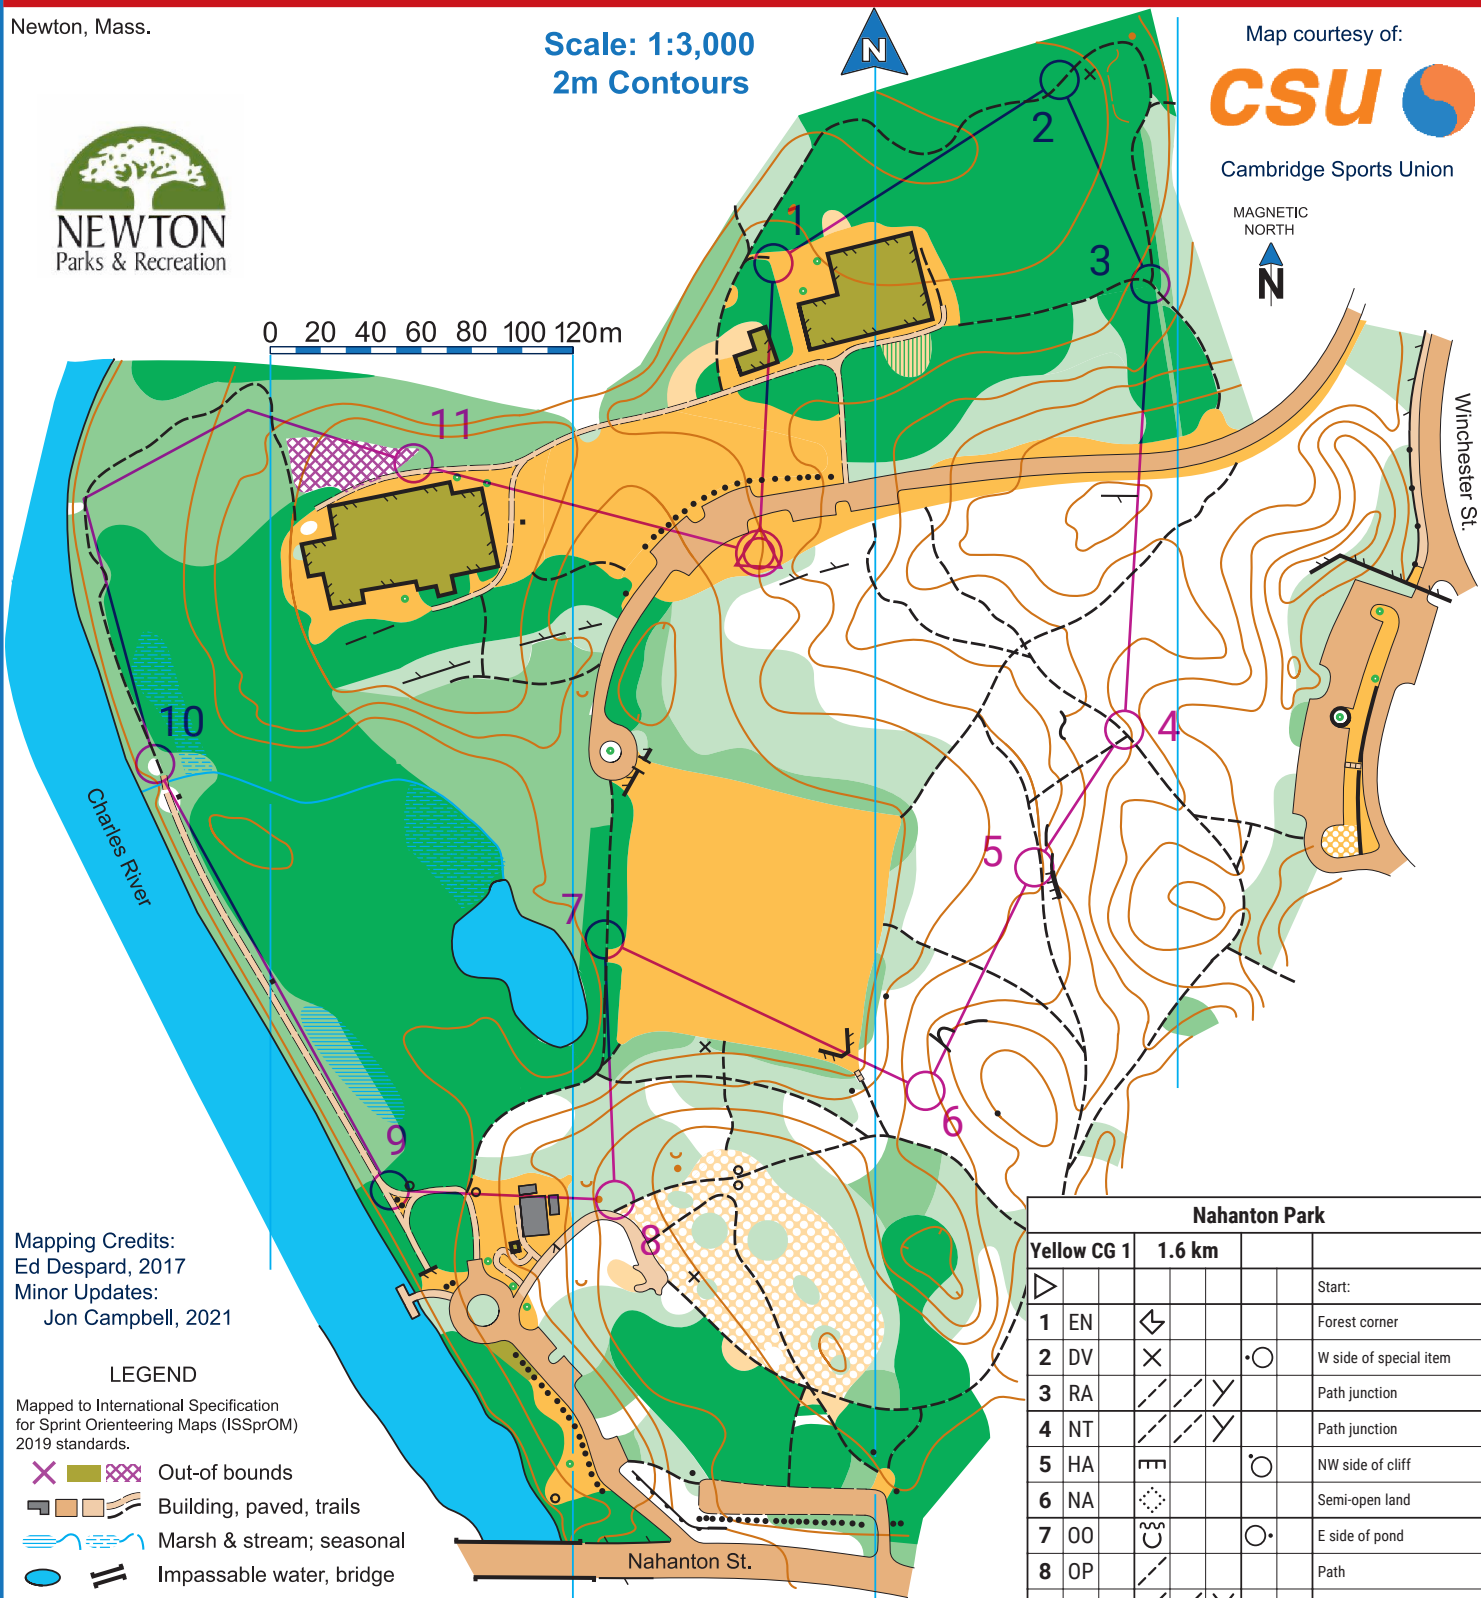 Newton, Mass.
Scale: 1:3,000
2m Contours
N
Map courtesy of:
CSU
Cambridge Sports Union
MAGNETIC
NORTH
N
NEWTON
Parks & Recreation
0 20 40 60 80 100 120m
1
2
3
4
5
6
7
8
9
10
11
Winchester St.
Charles River
Nahanton St.
Mapping Credits:
Ed Despard, 2017
Minor Updates:
Jon Campbell, 2021
LEGEND
Mapped to International Specification
for Sprint Orienteering Maps (ISSprOM)
2019 standards.
Out-of bounds
Building, paved, trails
Marsh & stream; seasonal
Impassable water, bridge
Nahanton Park
Yellow CG 1 1.6 km
Start:
1 EN Forest corner
2 DV W side of special item
3 RA Path junction
4 NT Path junction
5 HA NW side of cliff
6 NA Semi-open land
7 OO E side of pond
8 OP Path